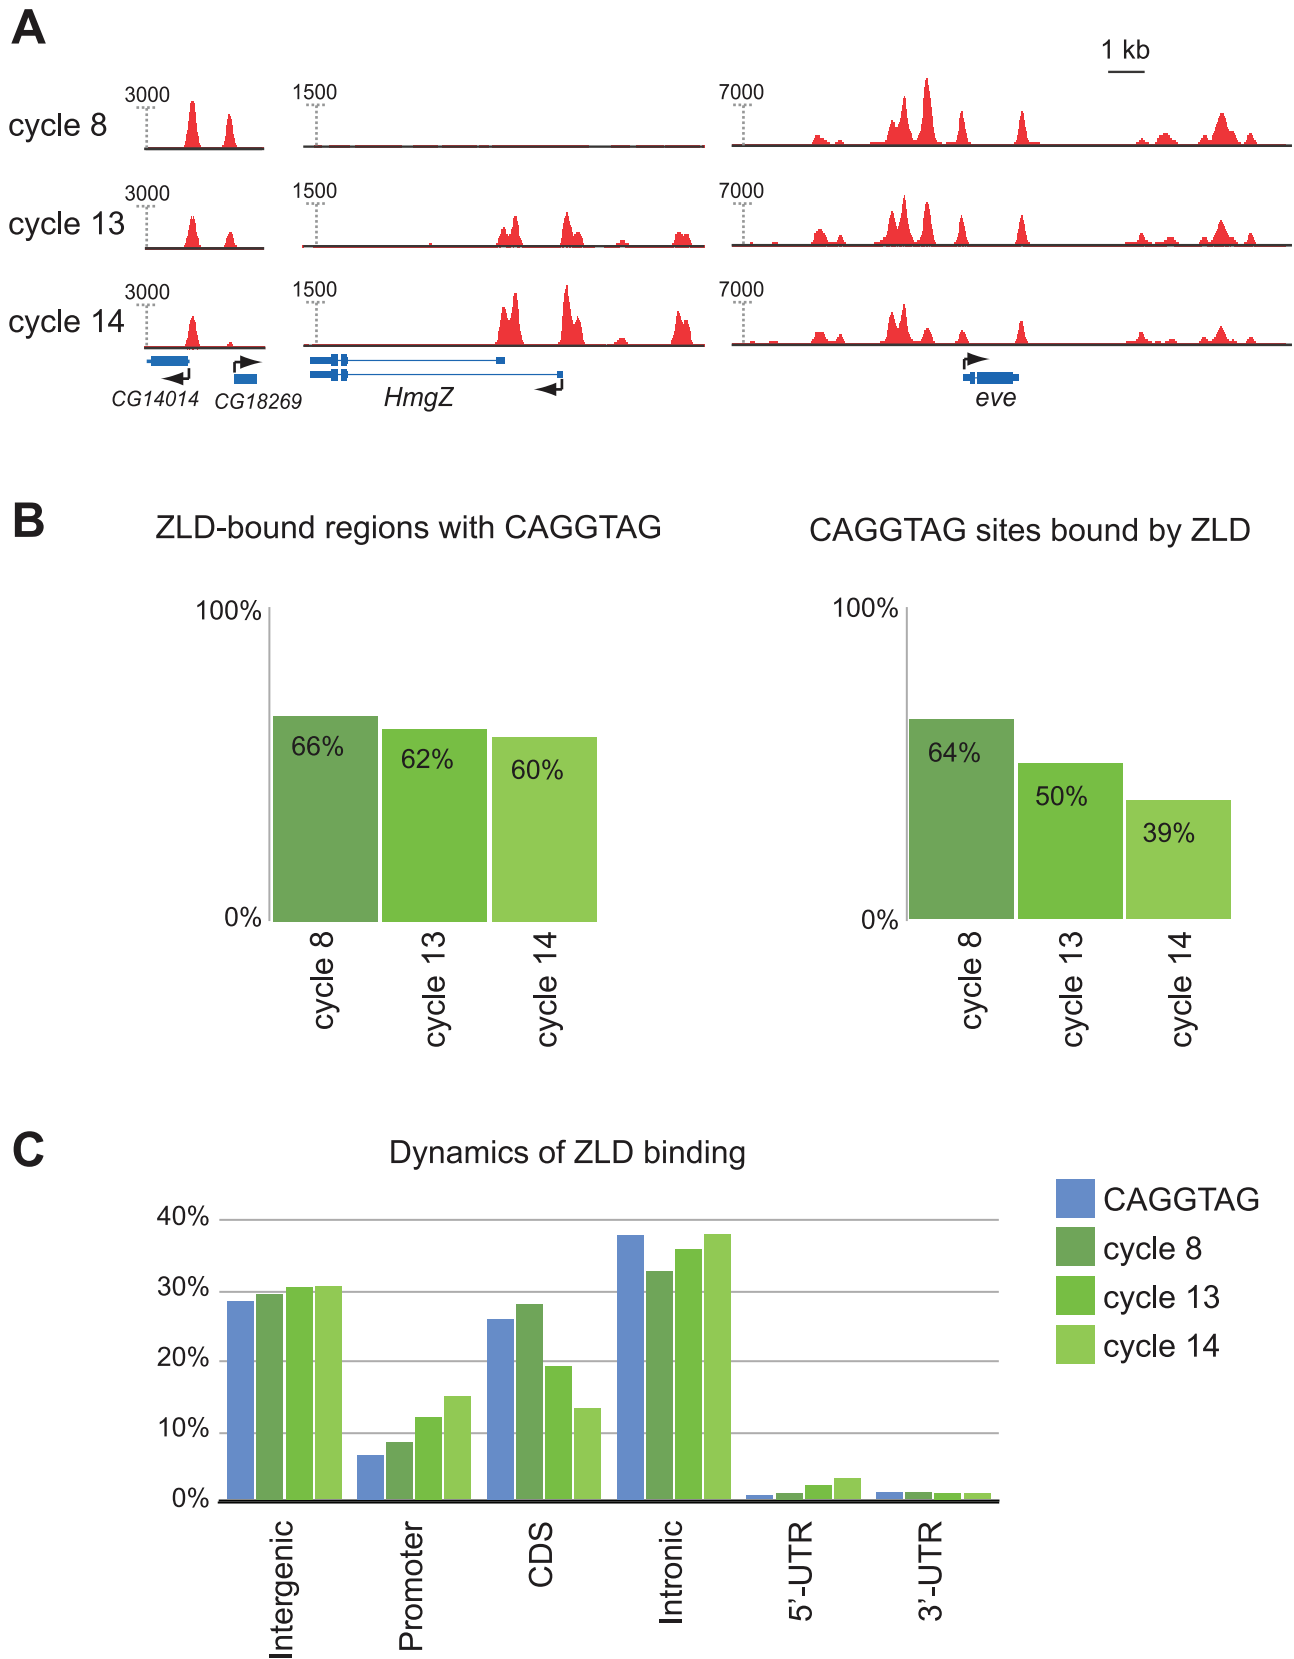 A
1 kb
cycle 8
3000
1500
7000
cycle 13
3000
1500
7000
cycle 14
3000
1500
7000
CG14014
CG18269
HmgZ
eve
B
ZLD-bound regions with CAGGTAG
100%
0%
66%
62%
60%
cycle 8
cycle 13
cycle 14
CAGGTAG sites bound by ZLD
100%
0%
64%
50%
39%
cycle 8
cycle 13
cycle 14
C
Dynamics of ZLD binding
40%
30%
20%
10%
0%
Intergenic
Promoter
CDS
Intronic
5’-UTR
3’-UTR
CAGGTAG
cycle 8
cycle 13
cycle 14